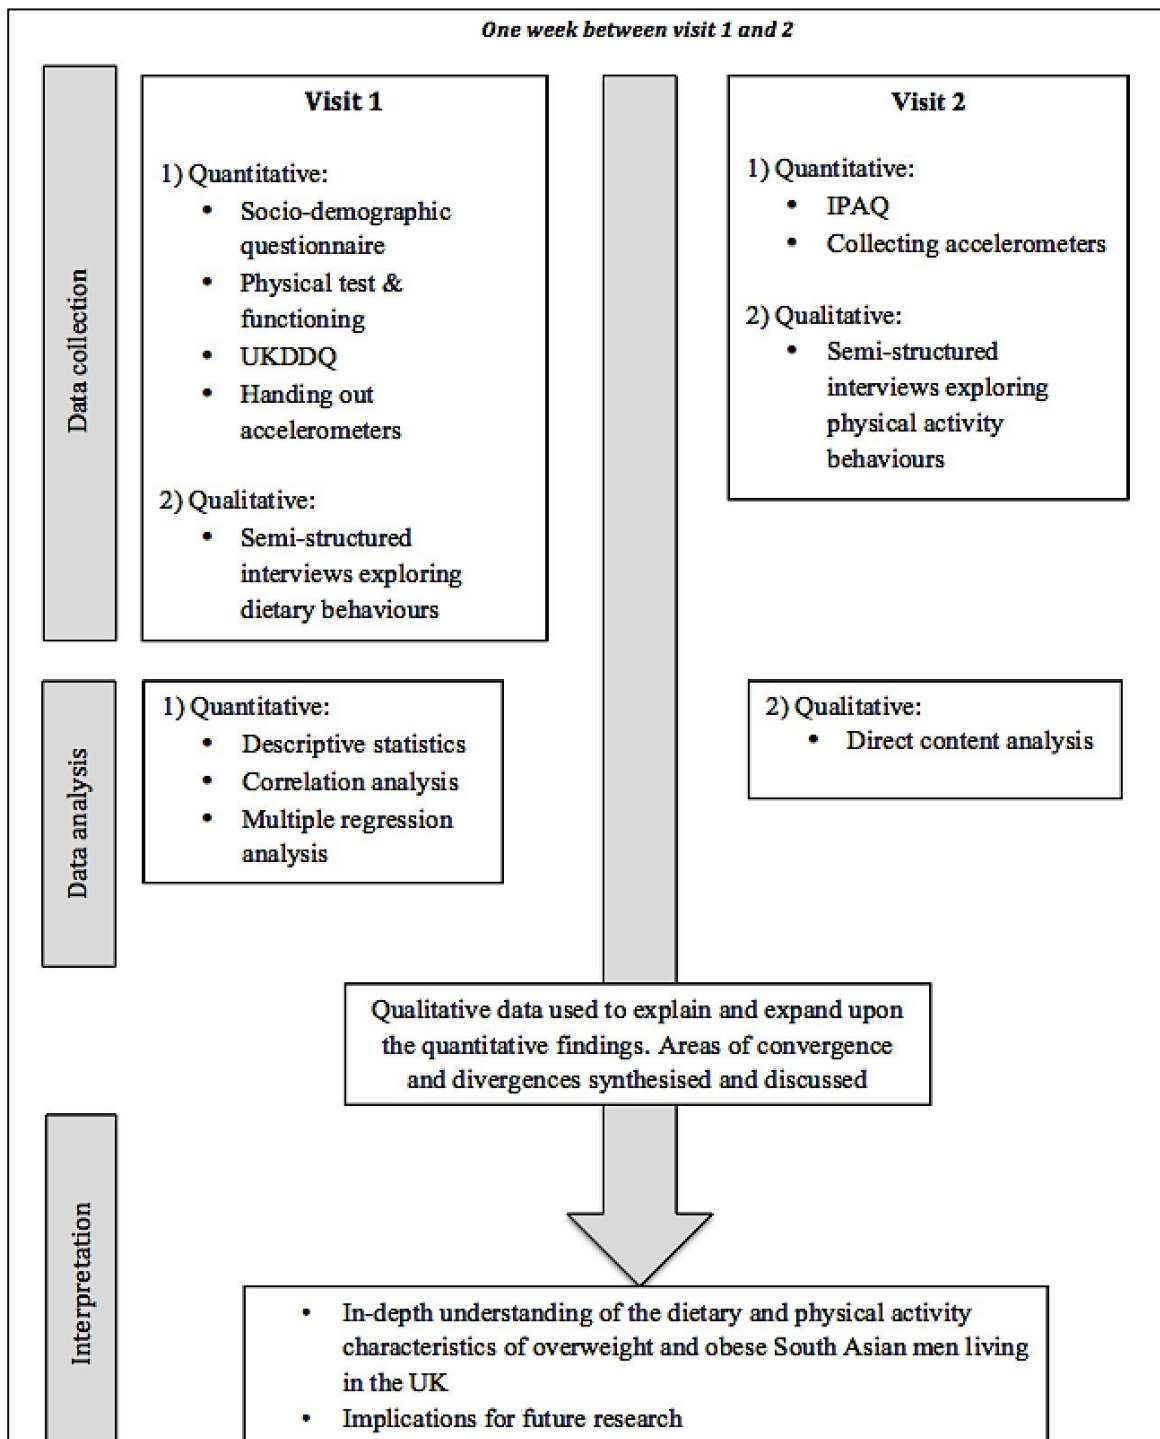 One week between visit 1 and 2
Data collection
Visit 1
1) Quantitative:
• Socio-demographic
questionnaire
• Physical test &
functioning
• UKDDQ
• Handing out
accelerometers
2) Qualitative:
• Semi-structured
interviews exploring
dietary behaviours
Visit 2
1) Quantitative:
• IPAQ
• Collecting accelerometers
2) Qualitative:
• Semi-structured
interviews exploring
physical activity
behaviours
Data analysis
1) Quantitative:
• Descriptive statistics
• Correlation analysis
• Multiple regression
analysis
2) Qualitative:
• Direct content analysis
Qualitative data used to explain and expand upon
the quantitative findings. Areas of convergence
and divergences synthesised and discussed
Interpretation
• In-depth understanding of the dietary and physical activity
characteristics of overweight and obese South Asian men living
in the UK
• Implications for future research